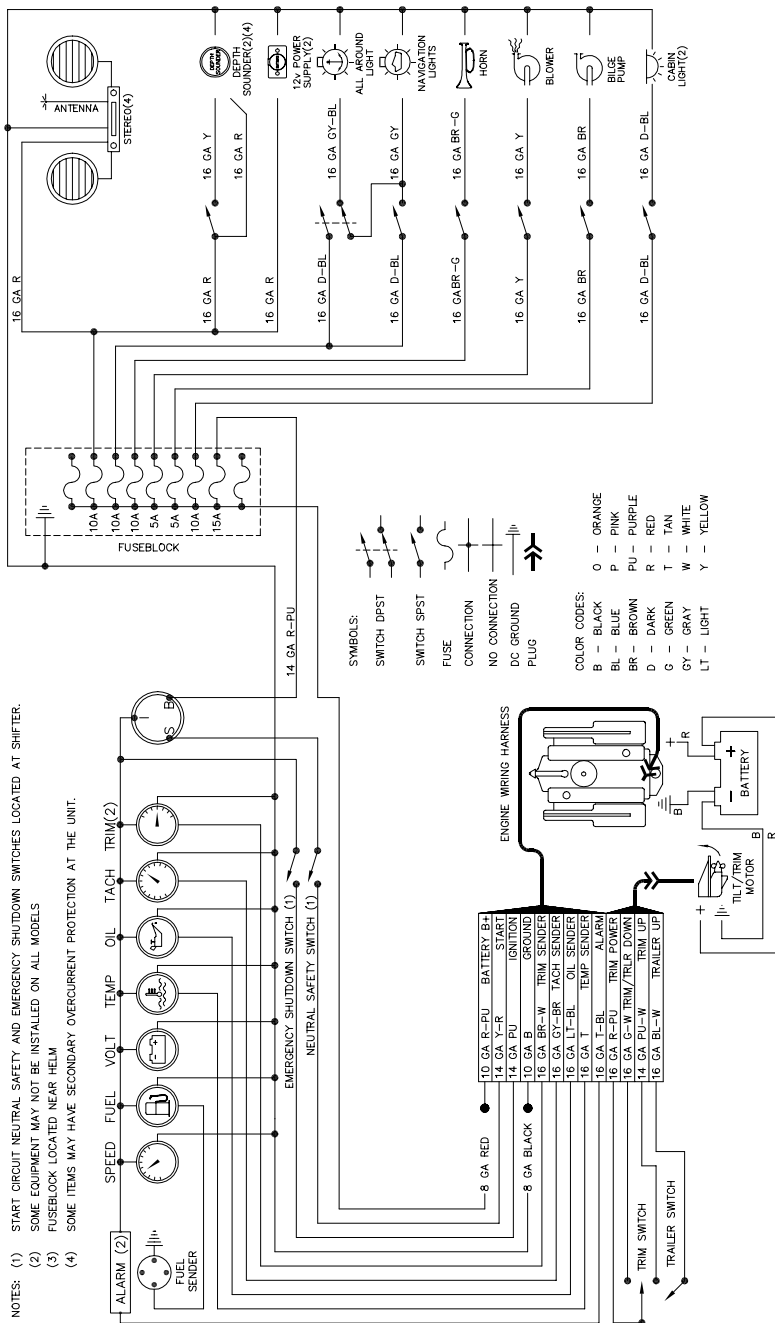 NOTES: (1) START CIRCUIT NEUTRAL SAFETY AND EMERGENCY SHUTDOWN SWITCHES LOCATED AT SHIFTER.
(2) SOME EQUIPMENT MAY NOT BE INSTALLED ON ALL MODELS
(3) FUSEBLOCK LOCATED NEAR HELM
(4) SOME ITEMS MAY HAVE SECONDARY OVERCURRENT PROTECTION AT THE UNIT.
ALARM (2)
FUEL
SENDER
SPEED
FUEL
VOLT
TEMP
OIL
TACH
TRIM(2)
I
S
B
EMERGENCY SHUTDOWN SWITCH (1)
NEUTRAL SAFETY SWITCH (1)
14 GA R-PU
FUSEBLOCK
10A
10A
10A
5A
5A
10A
15A
16 GA R
ANTENNA
STEREO(4)
16 GA R
16 GA Y
16 GA R
DEPTH SOUNDER
DEPTH
SOUNDER(2)(4)
16 GA R
12v POWER
SUPPLY(2)
16 GA D-BL
16 GA GY-BL
ALL AROUND
LIGHT
16 GA D-BL
16 GA GY
NAVIGATION
LIGHTS
16 GABR-G
16 GA BR-G
HORN
16 GA Y
16 GA Y
BLOWER
16 GA BR
16 GA BR
BILGE
PUMP
16 GA D-BL
16 GA D-BL
CABIN
LIGHT(2)
SYMBOLS:
SWITCH DPST
SWITCH SPST
FUSE
CONNECTION
NO CONNECTION
DC GROUND
PLUG
COLOR CODES:
B – BLACK O – ORANGE
BL – BLUE P – PINK
BR – BROWN PU – PURPLE
D – DARK R – RED
G – GREEN T – TAN
GY – GRAY W – WHITE
LT – LIGHT Y – YELLOW
ENGINE WIRING HARNESS
8 GA RED
8 GA BLACK
10 GA R-PU BATTERY B+
14 GA Y-R START
14 GA PU IGNITION
10 GA B GROUND
16 GA BR-W TRIM SENDER
16 GA GY-BR TACH SENDER
16 GA LT-BL OIL SENDER
16 GA T TEMP SENDER
16 GA T-BL ALARM
16 GA R-PU TRIM POWER
16 GA G-W TRIM/TRLR DOWN
14 GA PU-W TRIM UP
16 GA BL-W TRAILER UP
TRIM SWITCH
TRAILER SWITCH
TILT/TRIM
MOTOR
+
B
+
R
– +
BATTERY
B
R